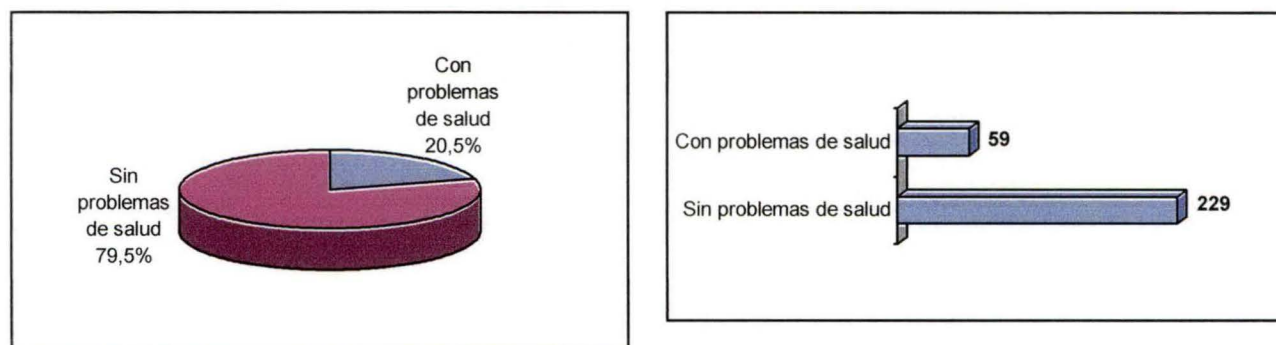 Con
problemas
de salud
20,5%
Sin
problemas
de salud
79,5%
Con problemas de salud 59
Sin problemas de salud 229